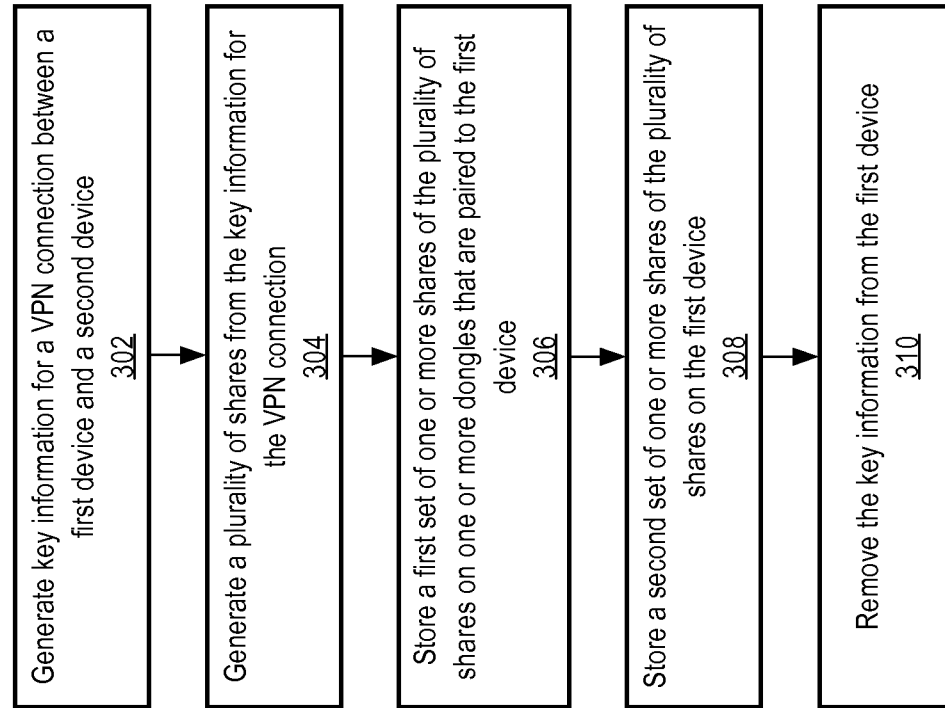 Generate key information for a VPN connection between a
first device and a second device
302
Generate a plurality of shares from the key information for
the VPN connection
304
Store a first set of one or more shares of the plurality of
shares on one or more dongles that are paired to the first
device
306
Store a second set of one or more shares of the plurality of
shares on the first device
308
Remove the key information from the first device
310